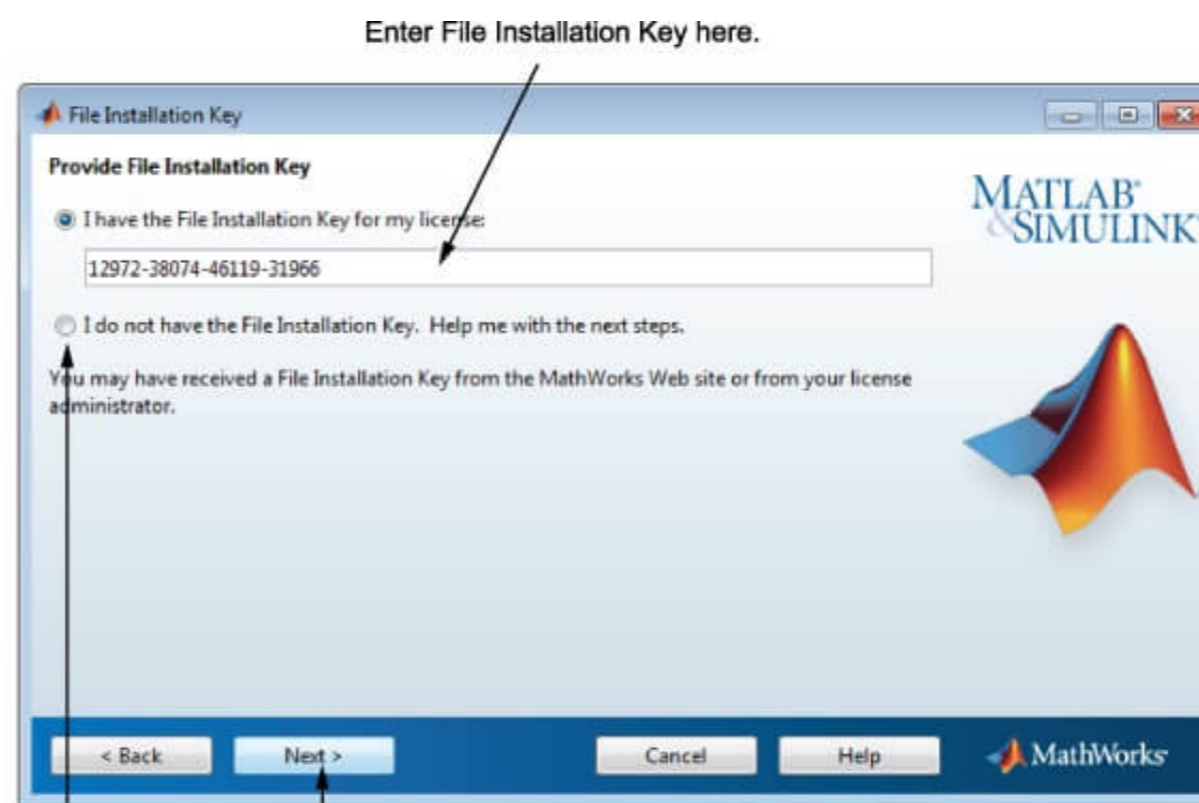 Enter File Installation Key here.
File Installation Key
Provide File Installation Key
MATLAB®
&SIMULINK®
I have the File Installation Key for my license:
12972-38074-46119-31966
I do not have the File Installation Key. Help me with the next steps.
You may have received a File Installation Key from the MathWorks Web site or from your license
administrator.
< Back
Next >
Cancel
Help
MathWorks®